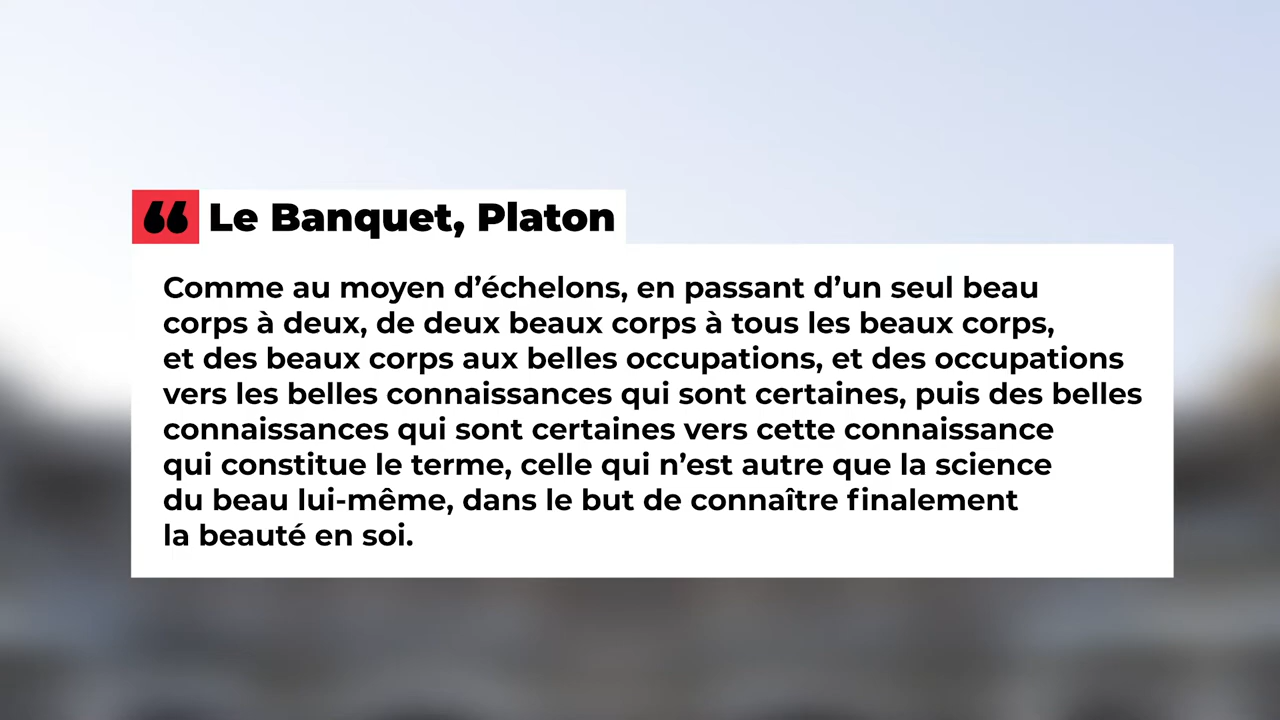 “ Le Banquet, Platon
Comme au moyen d’échelons, en passant d’un seul beau
corps à deux, de deux beaux corps à tous les beaux corps,
et des beaux corps aux belles occupations, et des occupations
vers les belles connaissances qui sont certaines, puis des belles
connaissances qui sont certaines vers cette connaissance
qui constitue le terme, celle qui n’est autre que la science
du beau lui-même, dans le but de connaître finalement
la beauté en soi.